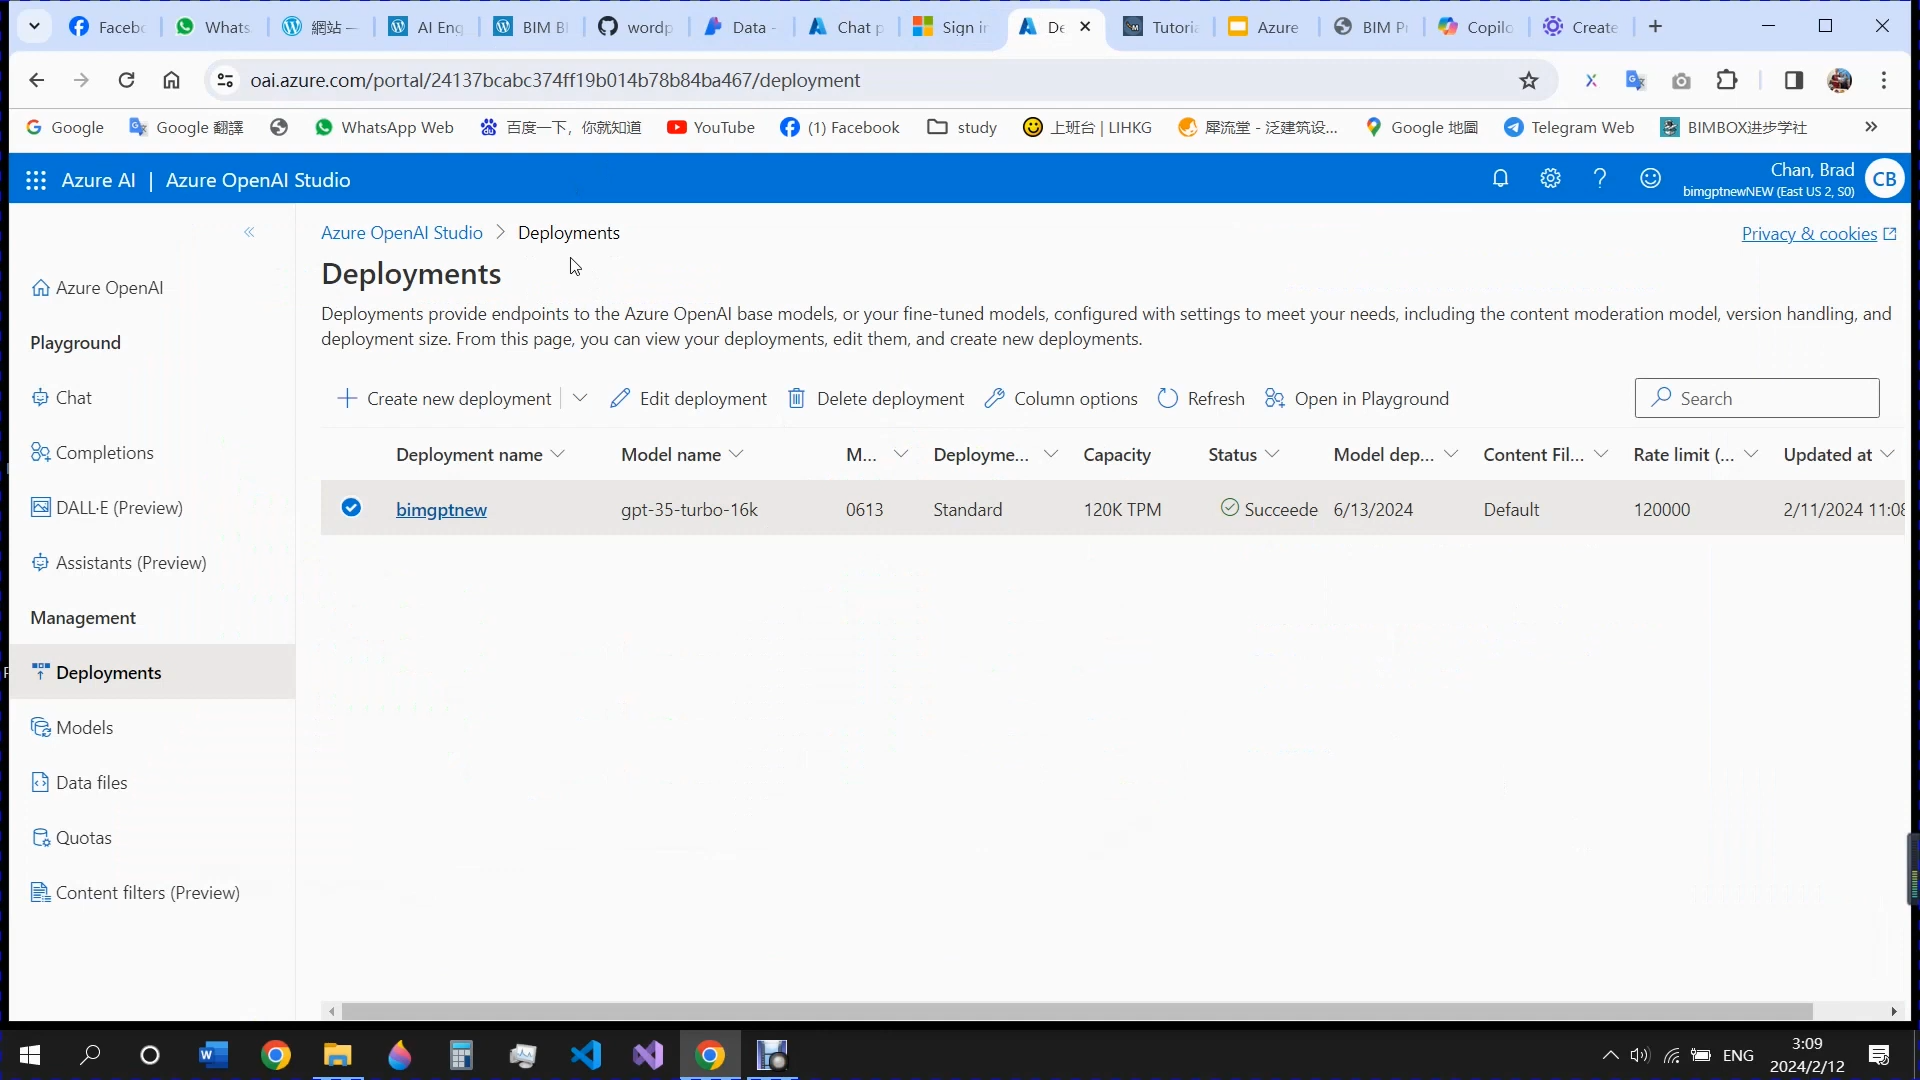 Faceb
Whats
網站 —
AI Eng
BIM Bl
wordp
Data -
Chat p
Sign in
De
Tutoria
Azure
BIM Pr
Copilo
Create
oai.azure.com/portal/24137bcabc374ff19b014b78b84ba467/deployment
Google
Google 翻譯
WhatsApp Web
百度一下，你就知道
YouTube
(1) Facebook
study
上班台 | LIHKG
犀流堂 - 泛建筑设...
Google 地圖
Telegram Web
BIMBOX进步学社
Azure AI | Azure OpenAI Studio
Chan, Brad
bimgptnewNEW (East US 2, S0)
CB
Azure OpenAI
Playground
Chat
Completions
DALL·E (Preview)
Assistants (Preview)
Management
Deployments
Models
Data files
Quotas
Content filters (Preview)
Azure OpenAI Studio > Deployments
Privacy & cookies
Deployments
Deployments provide endpoints to the Azure OpenAI base models, or your fine-tuned models, configured with settings to meet your needs, including the content moderation model, version handling, and
deployment size. From this page, you can view your deployments, edit them, and create new deployments.
Create new deployment
Edit deployment
Delete deployment
Column options
Refresh
Open in Playground
Search
Deployment name Model name M... Deployme... Capacity Status Model dep... Content Fil... Rate limit (... Updated at
bimgptnew gpt-35-turbo-16k 0613 Standard 120K TPM Succeede 6/13/2024 Default 120000 2/11/2024 11:08
ENG
3:09
2024/2/12